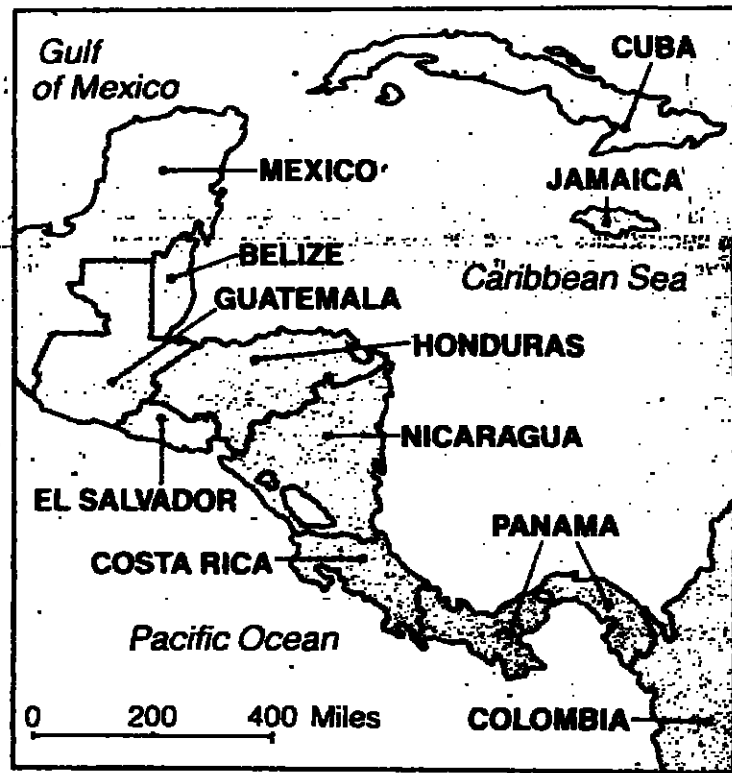 Gulf
of Mexico
CUBA
MEXICO
JAMAICA
BELIZE
Caribbean Sea
GUATEMALA
HONDURAS
NICARAGUA
EL SALVADOR
PANAMA
COSTA RICA
Pacific Ocean
0 200 400 Miles
COLOMBIA